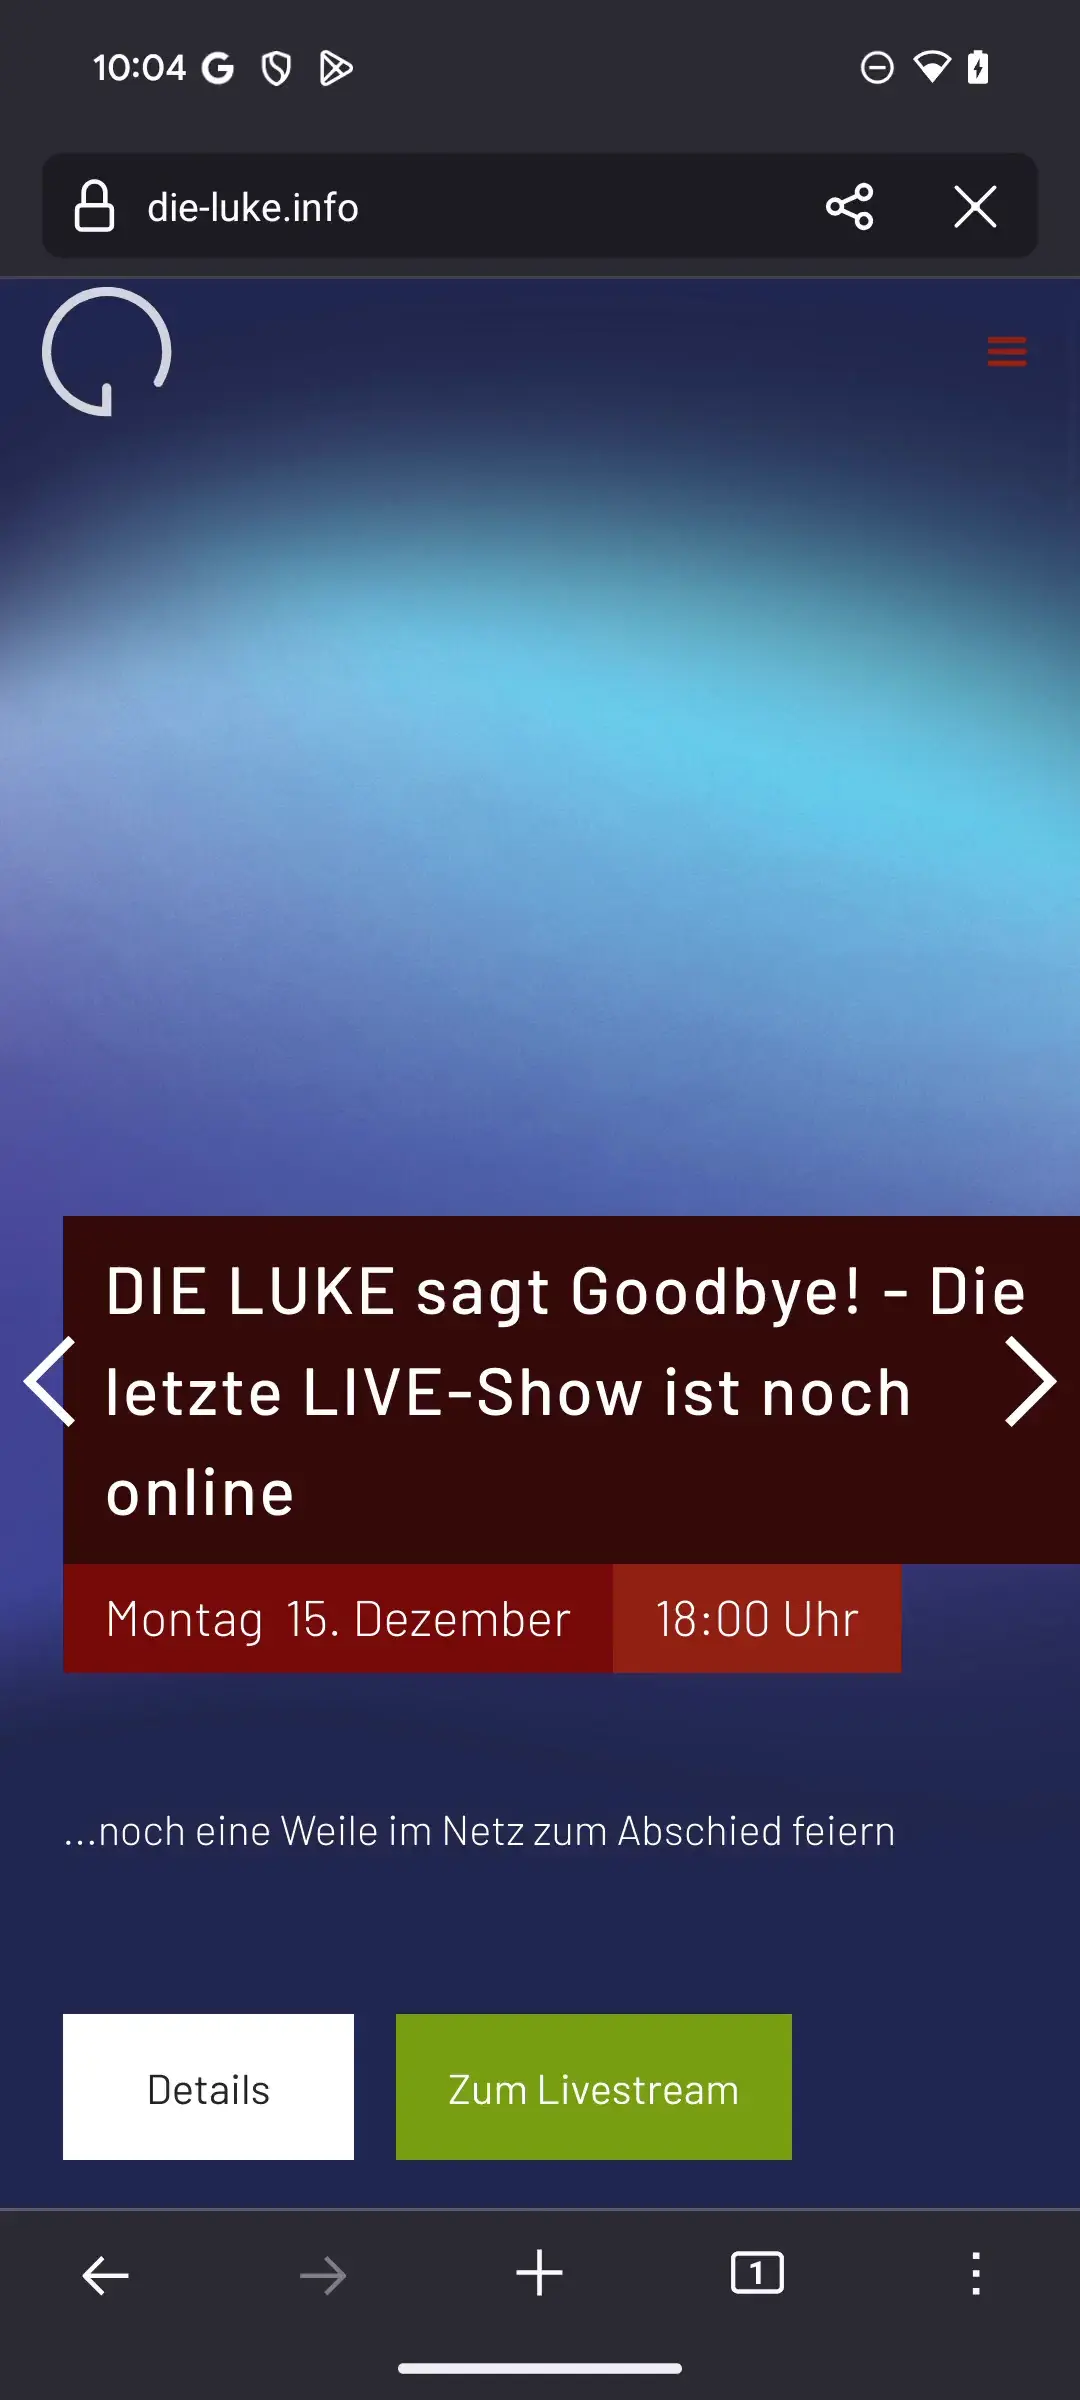 10:04
die-luke.info
DIE LUKE sagt Goodbye! - Die
letzte LIVE-Show ist noch
online
Montag 15. Dezember 18:00 Uhr
...noch eine Weile im Netz zum Abschied feiern
Details Zum Livestream
1